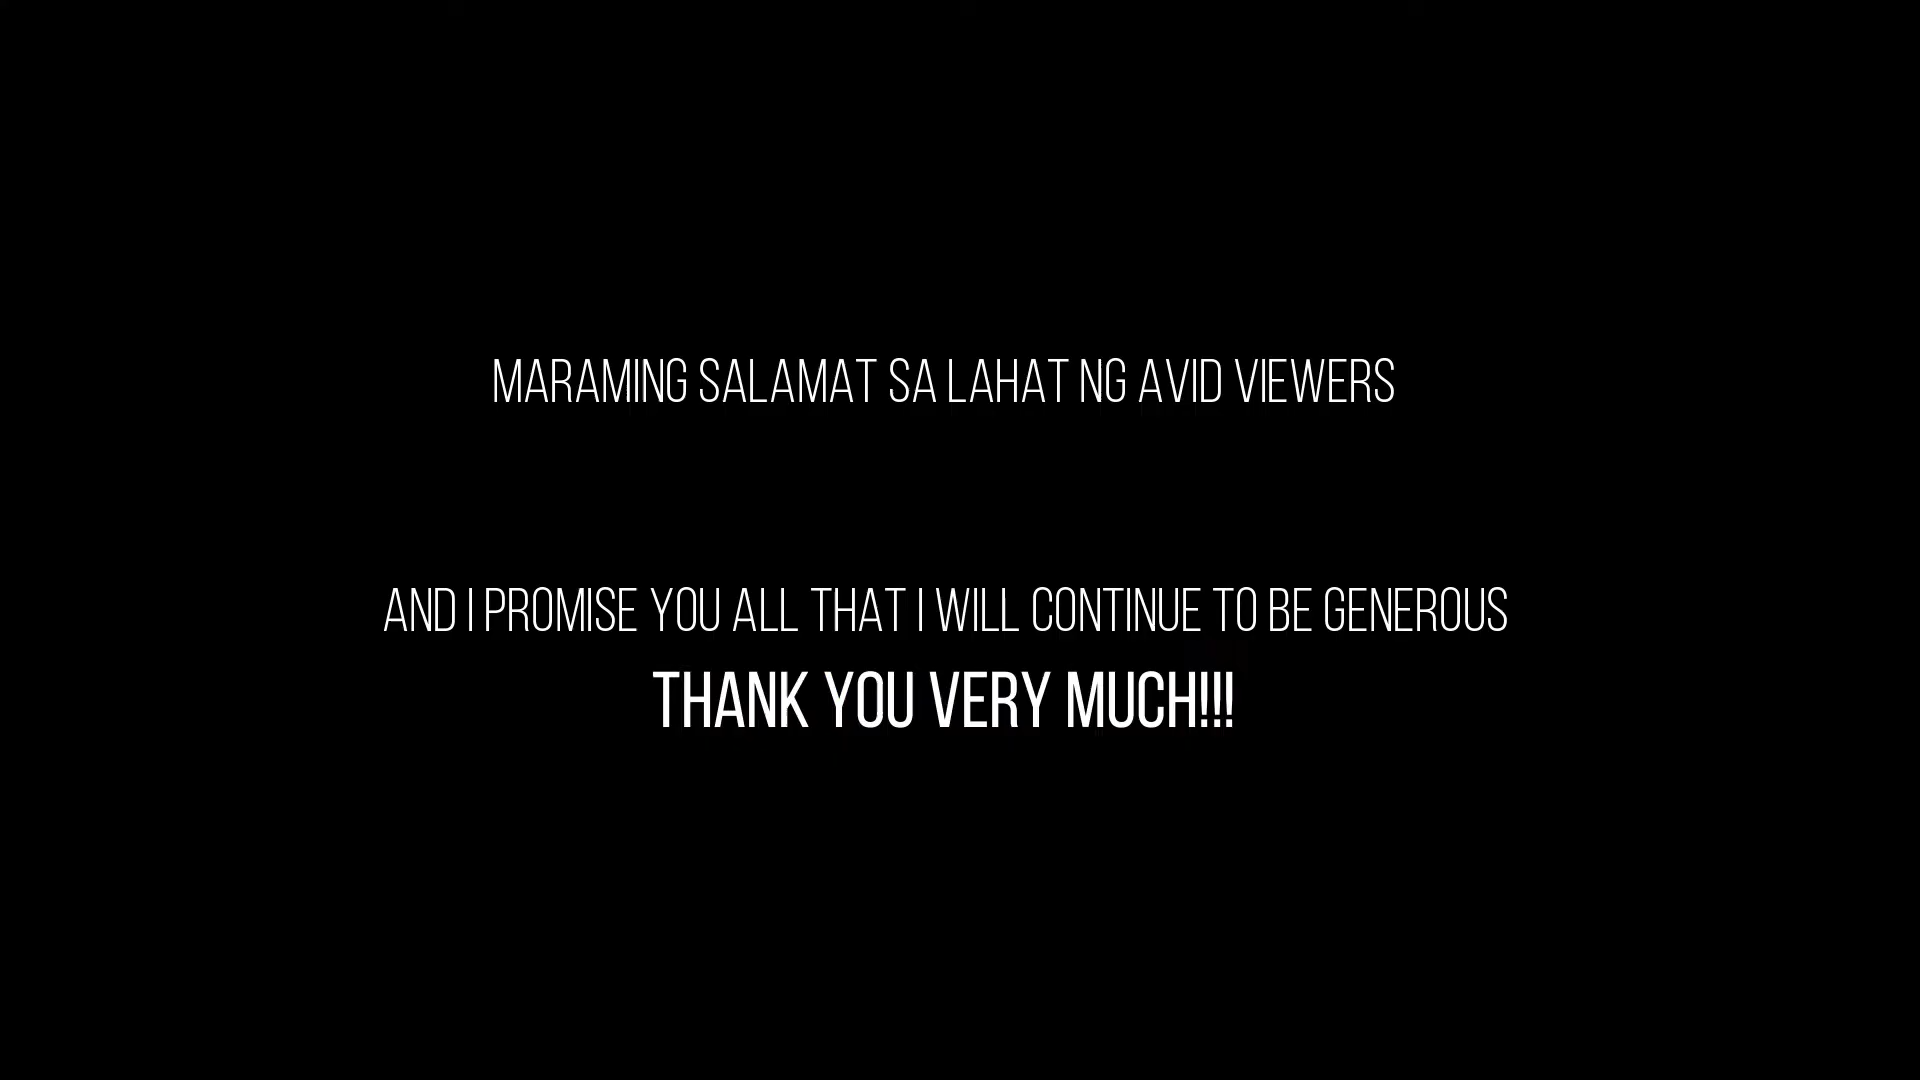 MARAMING SALAMAT SA LAHAT NG AVID VIEWERS
AND I PROMISE YOU ALL THAT I WILL CONTINUE TO BE GENEROUS
THANK YOU VERY MUCH!!!